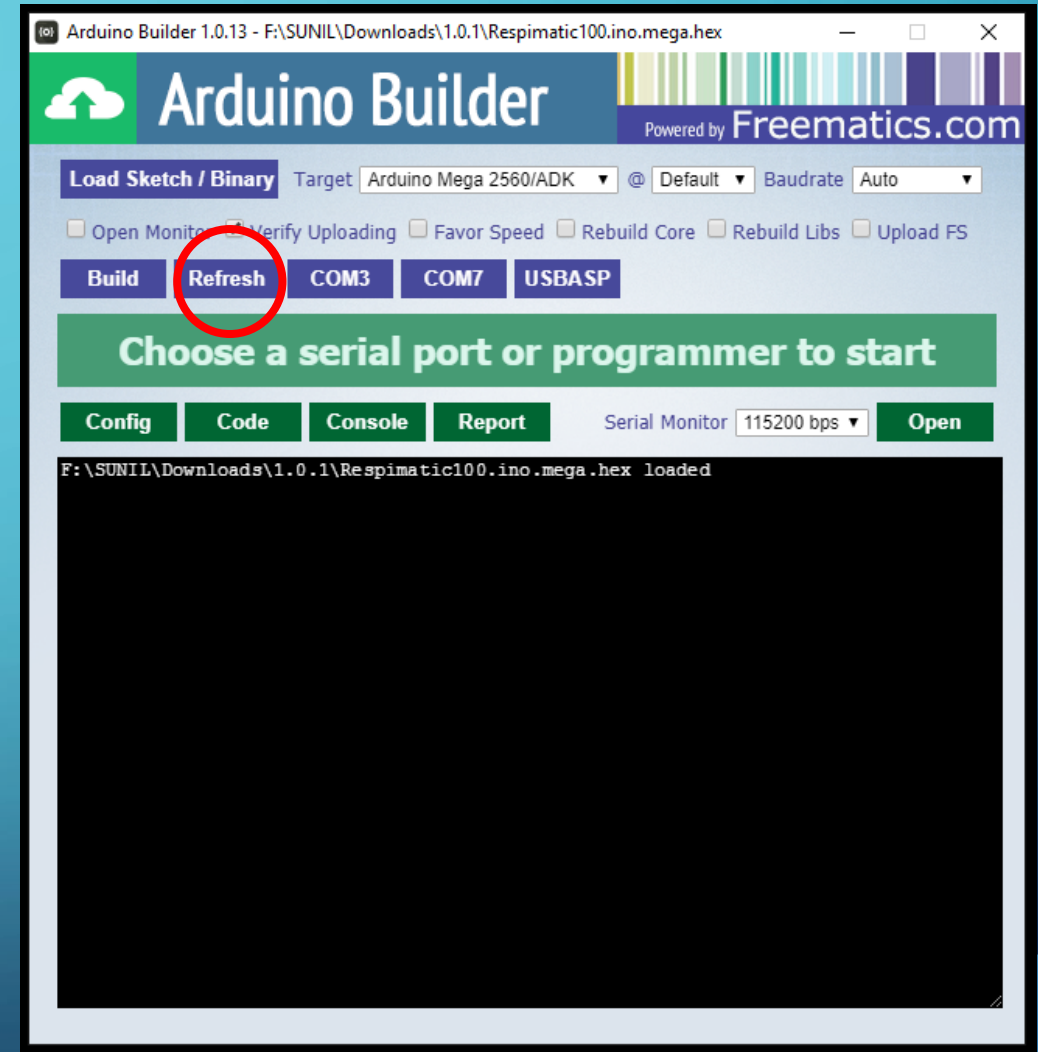 Arduino Builder 1.0.13 - F:\SUNIL\Downloads\1.0.1\Respimatic100.ino.mega.hex
Arduino Builder
Powered by Freematics.com
Load Sketch / Binary Target Arduino Mega 2560/ADK @ Default Baudrate Auto
Open Monitor Verify Uploading Favor Speed Rebuild Core Rebuild Libs Upload FS
Build Refresh COM3 COM7 USBASP
Choose a serial port or programmer to start
Config Code Console Report Serial Monitor 115200 bps Open
F:\SUNIL\Downloads\1.0.1\Respimatic100.ino.mega.hex loaded